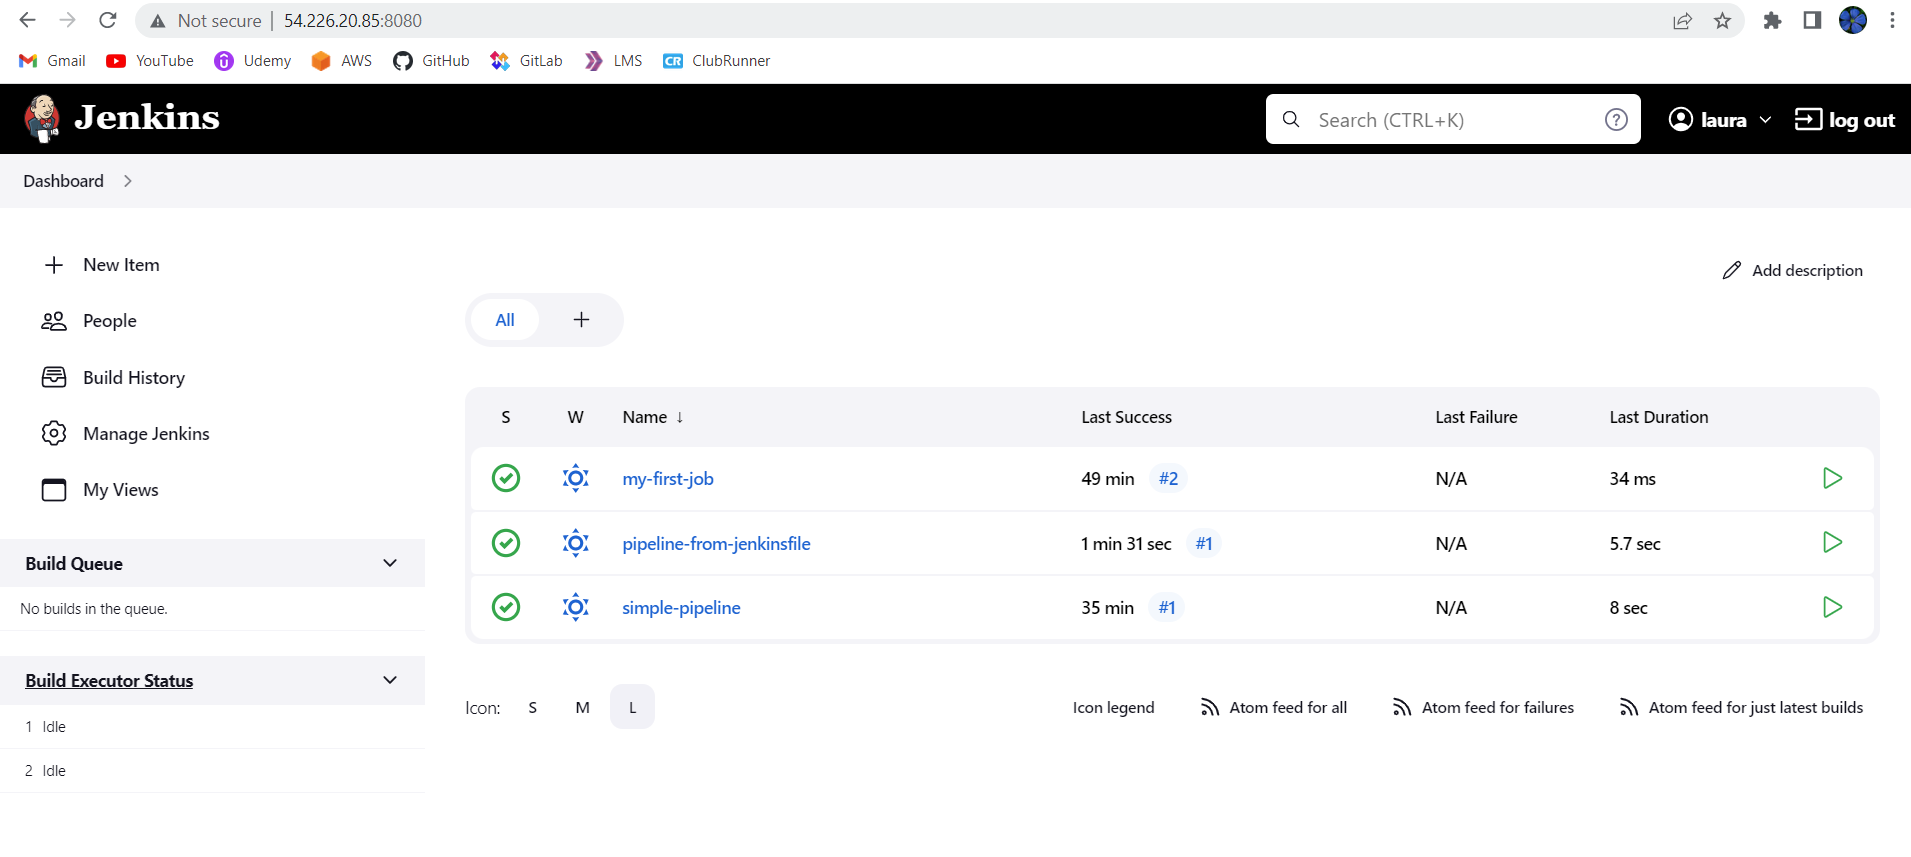 Not secure | 54.226.20.85:8080
Gmail YouTube Udemy AWS GitHub GitLab LMS CR ClubRunner
Jenkins Search (CTRL+K) ? laura log out
Dashboard
New Item
People
Build History
Manage Jenkins
My Views
Build Queue
No builds in the queue.
Build Executor Status
1 Idle
2 Idle
Add description
All +
S W Name ↓ Last Success Last Failure Last Duration
my-first-job 49 min #2 N/A 34 ms
pipeline-from-jenkinsfile 1 min 31 sec #1 N/A 5.7 sec
simple-pipeline 35 min #1 N/A 8 sec
Icon: S M L Icon legend Atom feed for all Atom feed for failures Atom feed for just latest builds